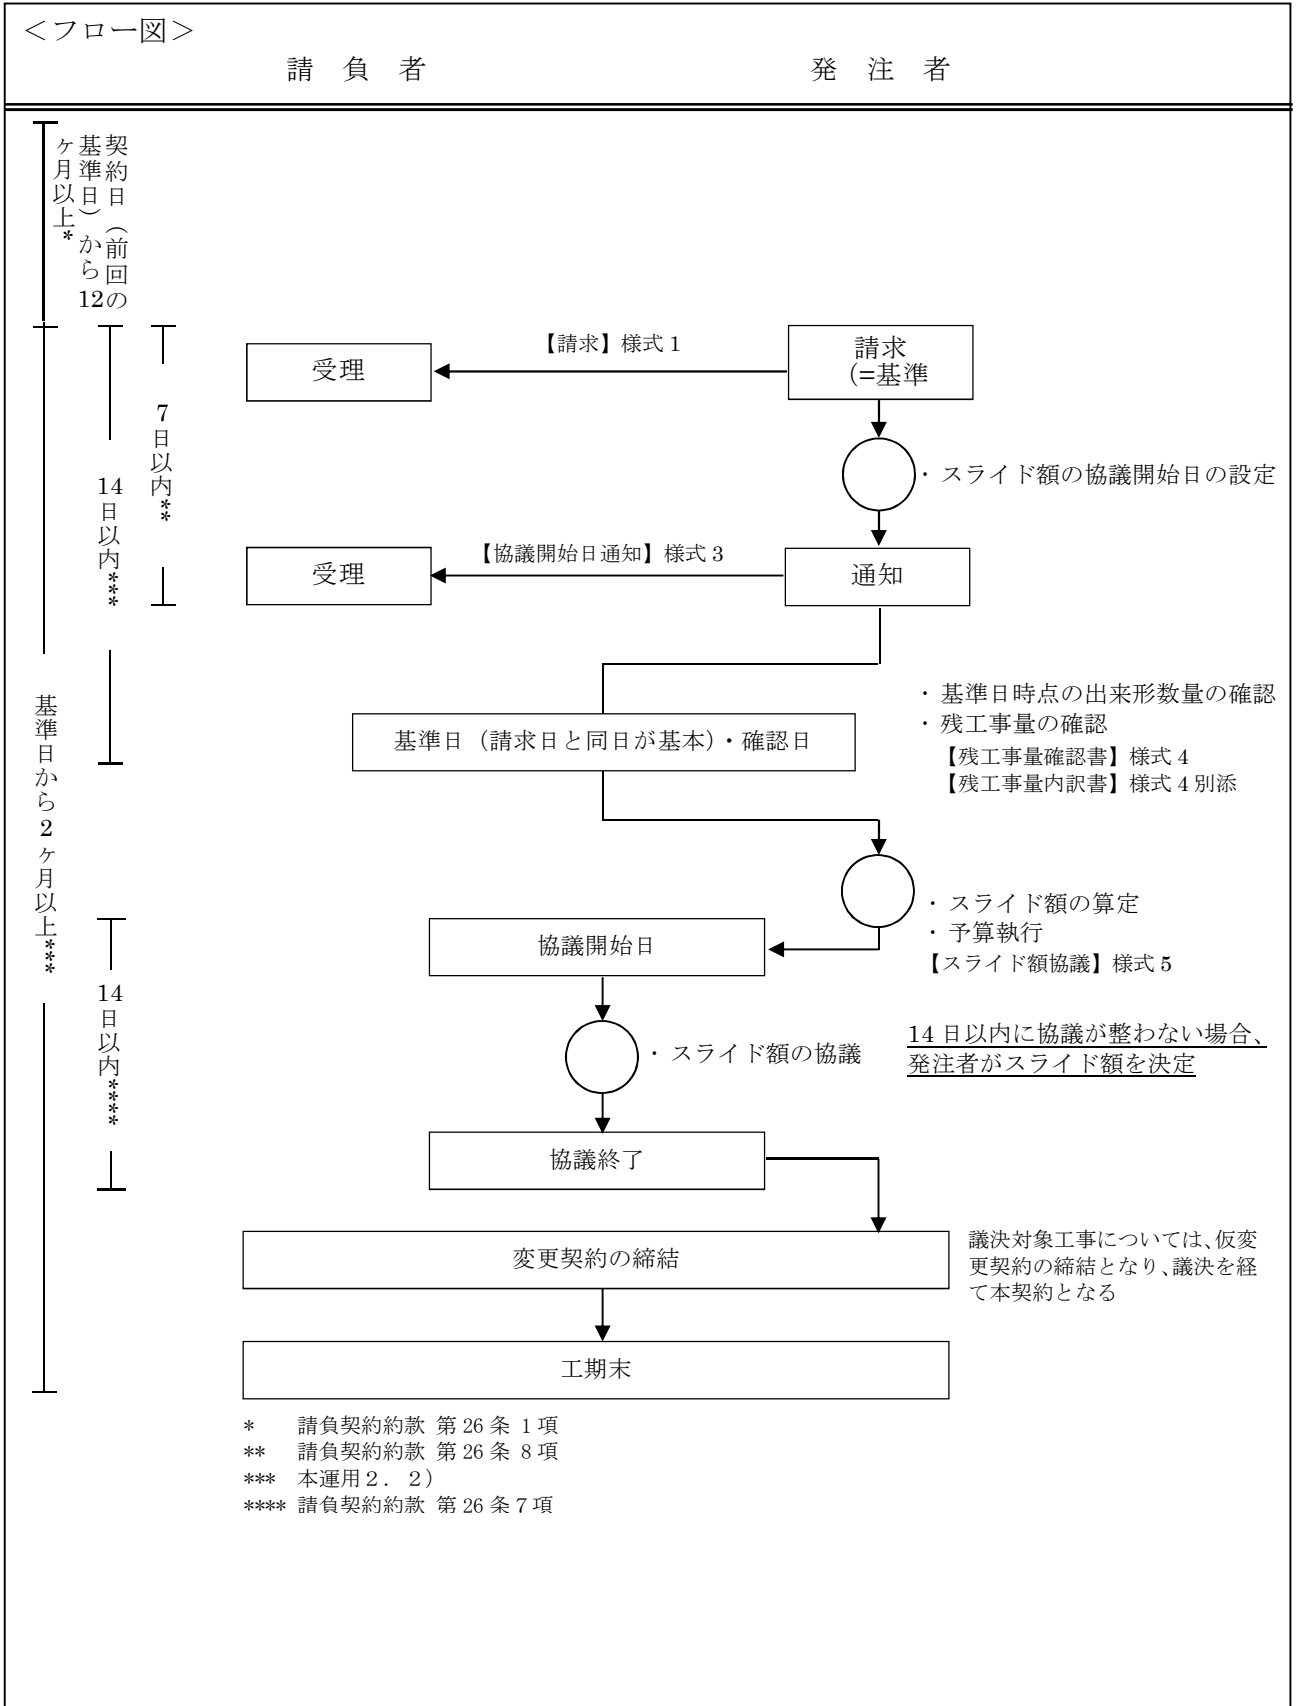 ＜フロー図＞
請　負　者　　　　発　注　者
契約日（前回の
基準日）から12
ヶ月以上*
7日以内**
14日以内***
基準日から2ヶ月以上***
14日以内****
受理
【請求】様式1
請求
(=基準
・スライド額の協議開始日の設定
受理
【協議開始日通知】様式3
通知
・基準日時点の出来形数量の確認
・残工事量の確認
【残工事量確認書】様式4
【残工事量内訳書】様式4別添
基準日（請求日と同日が基本）・確認日
・スライド額の算定
・予算執行
【スライド額協議】様式5
協議開始日
・スライド額の協議
14日以内に協議が整わない場合、
発注者がスライド額を決定
協議終了
変更契約の締結
議決対象工事については、仮変
更契約の締結となり、議決を経
て本契約となる
工期末
*　請負契約約款 第26条 1項
**　請負契約約款 第26条 8項
***　本運用２．２）
****　請負契約約款 第26条7項